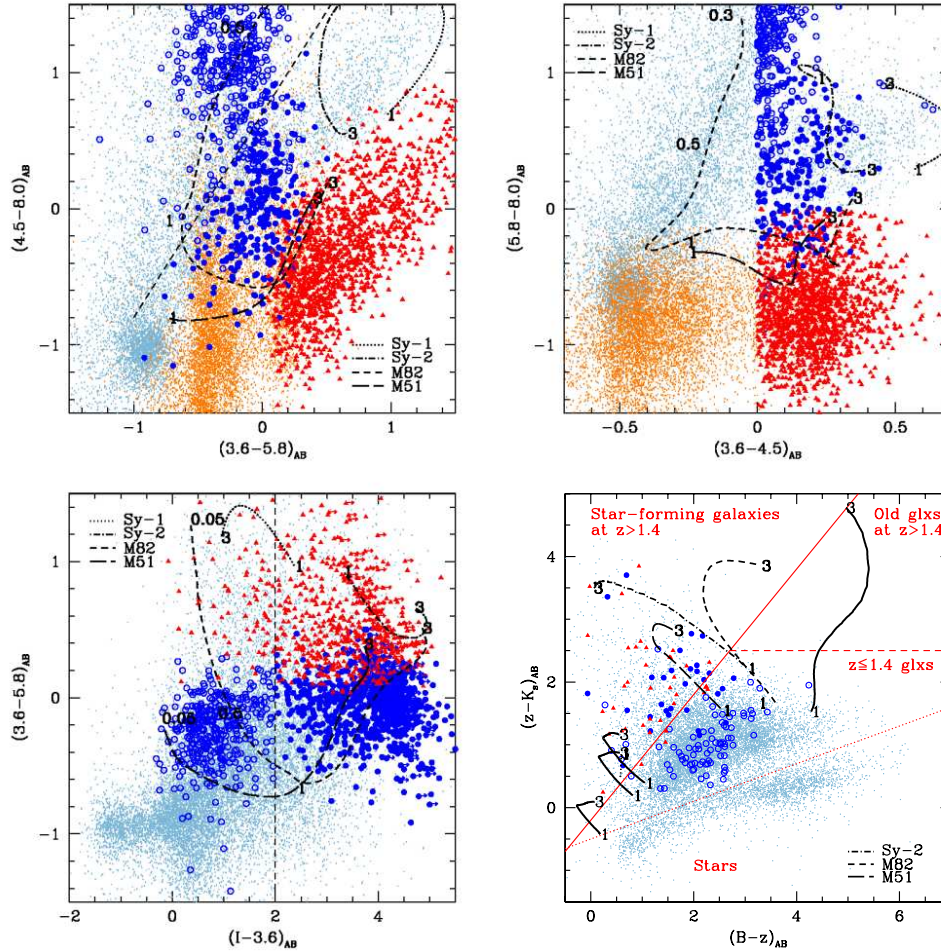 0.5
1
3
1
3
1
1
(4.5−8.0)AB
1
0
−1
Sy−1
Sy−2
M82
M51
−1
0
1
(3.6−5.8)AB
Sy−1
Sy−2
M82
M51
0.3
1
3
0.5
3
1
3
1
(5.8−8.0)AB
1
0
−1
−0.5
0
0.5
(3.6−4.5)AB
Sy−1
Sy−2
M82
M51
0.05
3
1
1
3
3
3
0.05
0.6
1
(3.6−5.8)AB
1
0
−1
−2
0
2
4
(I−3.6)AB
Star−forming galaxies
at z>1.4
Old glxs
at z>1.4
3
3
3
3
z≤1.4 glxs
1
1
1
1
3
3
1
1
3
1
(z−Ks)AB
4
2
0
Stars
Sy−2
M82
M51
0
2
4
6
(B−z)AB